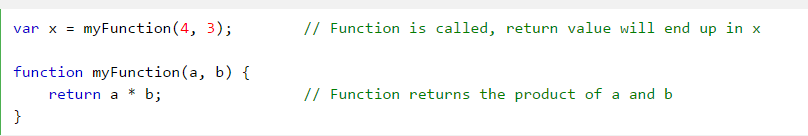 var x = myFunction(4, 3);        // Function is called, return value will end up in x

function myFunction(a, b) {
    return a * b;                // Function returns the product of a and b
}